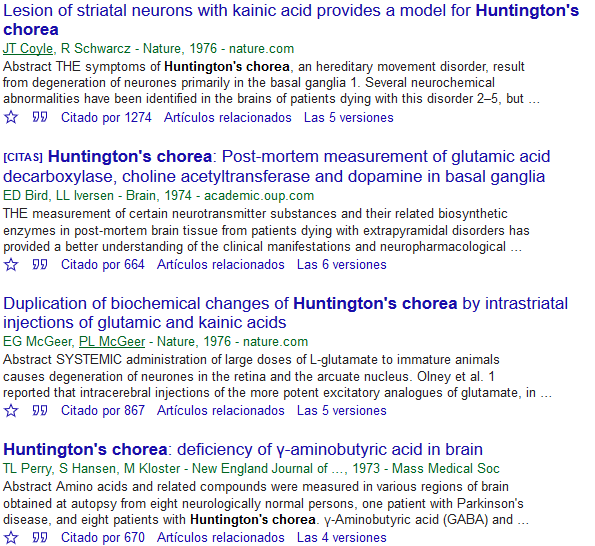 Lesion of striatal neurons with kainic acid provides a model for Huntington's
chorea
JT Coyle, R Schwarcz - Nature, 1976 - nature.com
Abstract THE symptoms of Huntington's chorea, an hereditary movement disorder, result
from degeneration of neurones primarily in the basal ganglia 1. Several neurochemical
abnormalities have been identified in the brains of patients dying with this disorder 2–5, but …
Citado por 1274 Artículos relacionados Las 5 versiones
[CITAS] Huntington's chorea: Post-mortem measurement of glutamic acid
decarboxylase, choline acetyltransferase and dopamine in basal ganglia
ED Bird, LL Iversen - Brain, 1974 - academic.oup.com
THE measurement of certain neurotransmitter substances and their related biosynthetic
enzymes in post-mortem brain tissue from patients dying with extrapyramidal disorders has
provided a better understanding of the clinical manifestations and neuropharmacological …
Citado por 664 Artículos relacionados Las 6 versiones
Duplication of biochemical changes of Huntington's chorea by intrastriatal
injections of glutamic and kainic acids
EG McGeer, PL McGeer - Nature, 1976 - nature.com
Abstract SYSTEMIC administration of large doses of L-glutamate to immature animals
causes degeneration of neurones in the retina and the arcuate nucleus. Olney et al. 1
reported that intracerebral injections of the more potent excitatory analogues of glutamate, in …
Citado por 867 Artículos relacionados Las 5 versiones
Huntington's chorea: deficiency of γ-aminobutyric acid in brain
TL Perry, S Hansen, M Kloster - New England Journal of …, 1973 - Mass Medical Soc
Abstract Amino acids and related compounds were measured in various regions of brain
obtained at autopsy from eight neurologically normal persons, one patient with Parkinson's
disease, and eight patients with Huntington's chorea. γ-Aminobutyric acid (GABA) and …
Citado por 670 Artículos relacionados Las 4 versiones